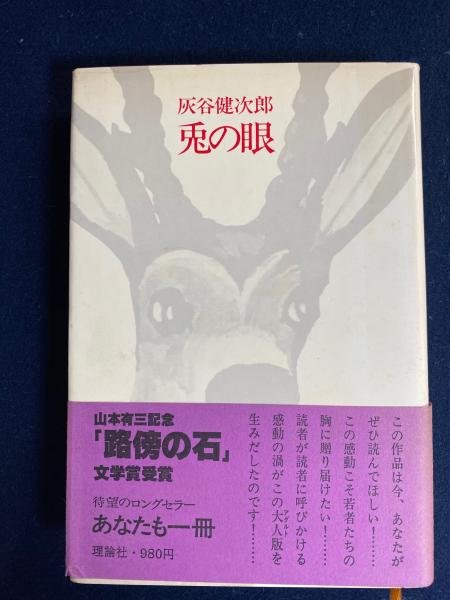 灰谷健次郎
兎の眼
この作品は今、あなたが
ぜひ読んでほしい!……
この感動こそ若者たちの
胸に贈り届けたい!……
読者が読者に呼びかける
感動の渦がこの大人版を
アダルト
生みだしたのです!……
山本有三記念
「路傍の石」
文学賞受賞
待望のロングセラー
あなたも一冊
理論社・980円